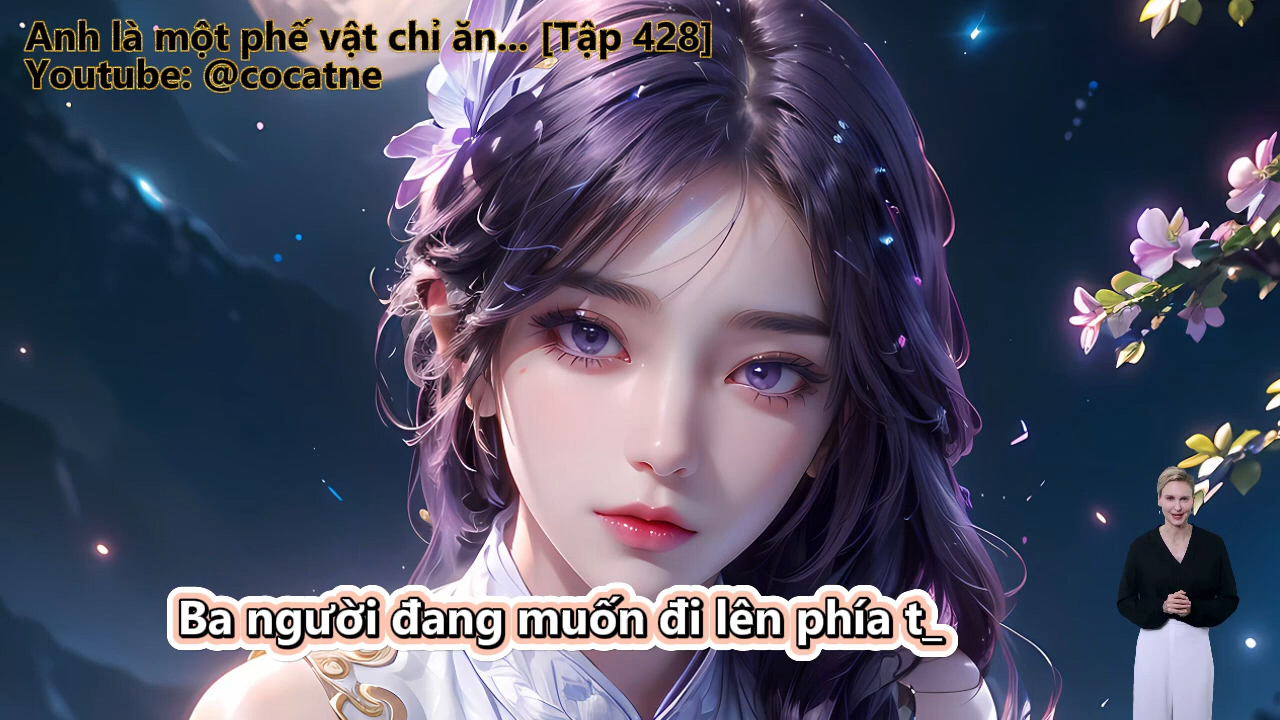 Anh là một phế vật chỉ ăn... [Tập 428]
Youtube: @cocatne
Ba người đang muốn đi lên phía t_